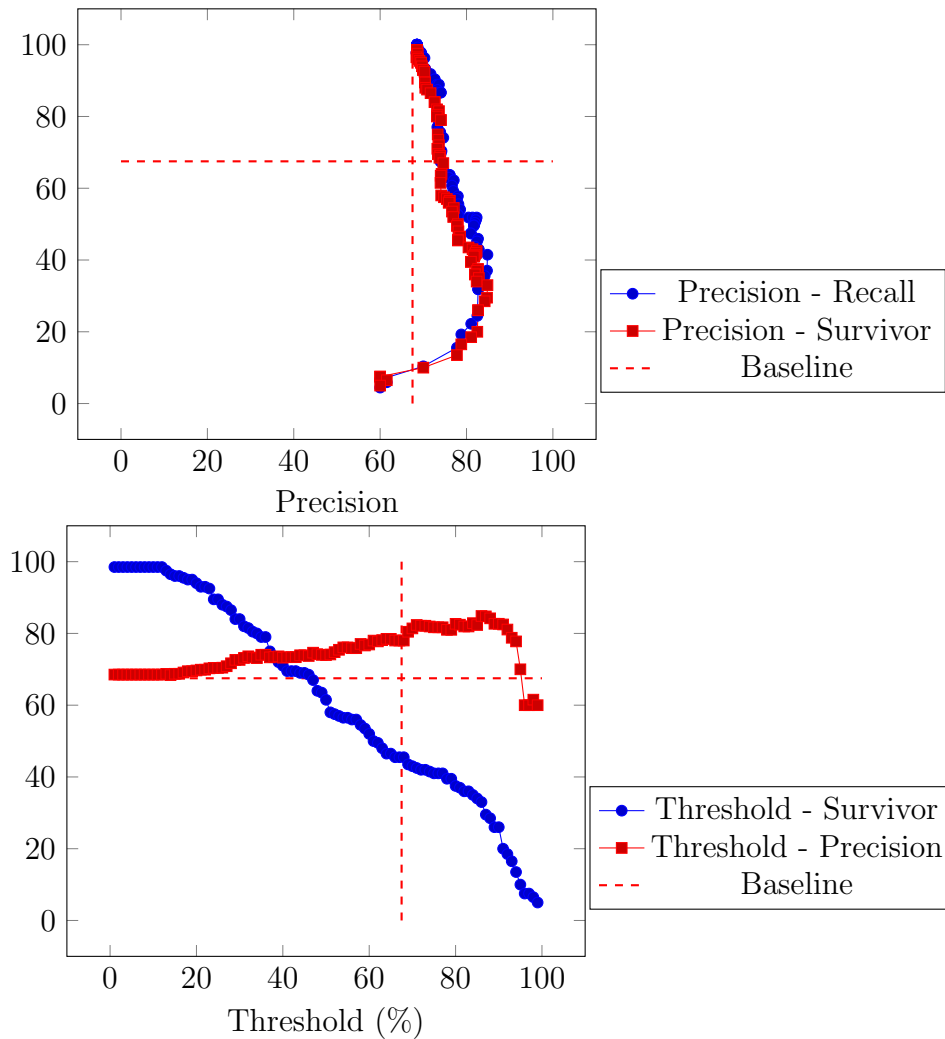 100
80
60
40
20
0
0 20 40 60 80 100
Precision
Precision - Recall
Precision - Survivor
Baseline
100
80
60
40
20
0
0 20 40 60 80 100
Threshold (%)
Threshold - Survivor
Threshold - Precision
Baseline